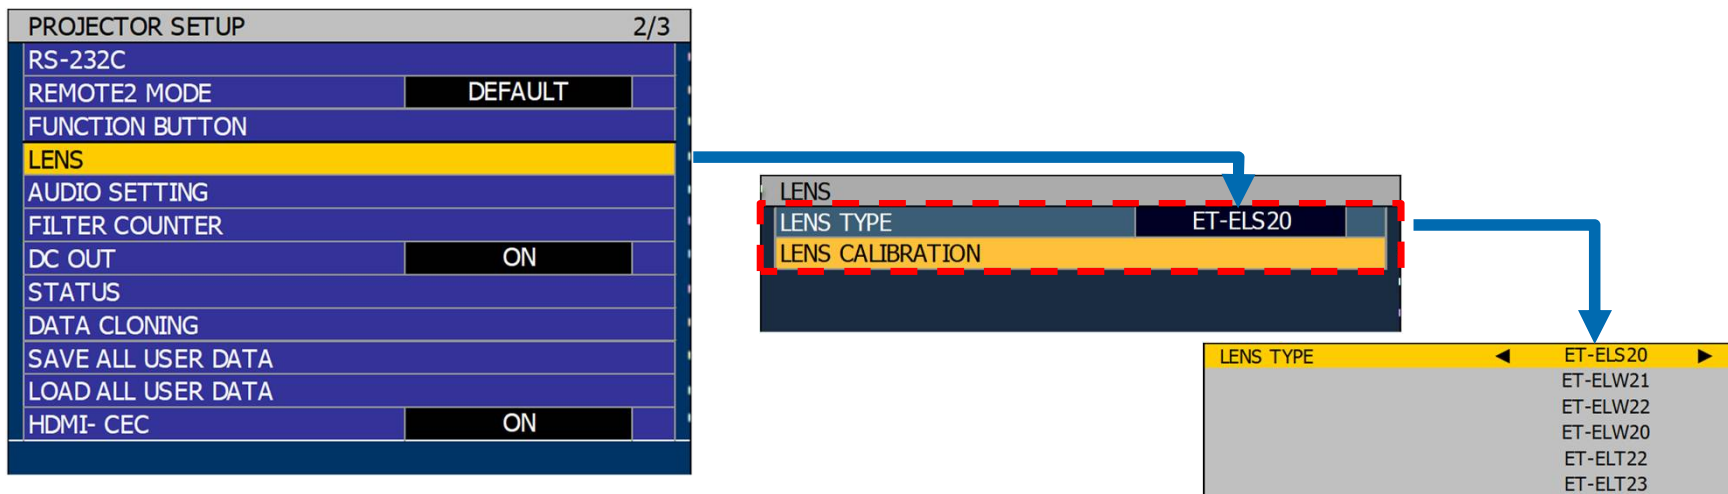 PROJECTOR SETUP 2/3
RS-232C
REMOTE2 MODE DEFAULT
FUNCTION BUTTON
LENS
AUDIO SETTING
FILTER COUNTER
DC OUT ON
STATUS
DATA CLONING
SAVE ALL USER DATA
LOAD ALL USER DATA
HDMI- CEC ON
LENS
LENS TYPE ET-ELS20
LENS CALIBRATION
LENS TYPE ◀ ET-ELS20 ▶
ET-ELW21
ET-ELW22
ET-ELW20
ET-ELT22
ET-ELT23